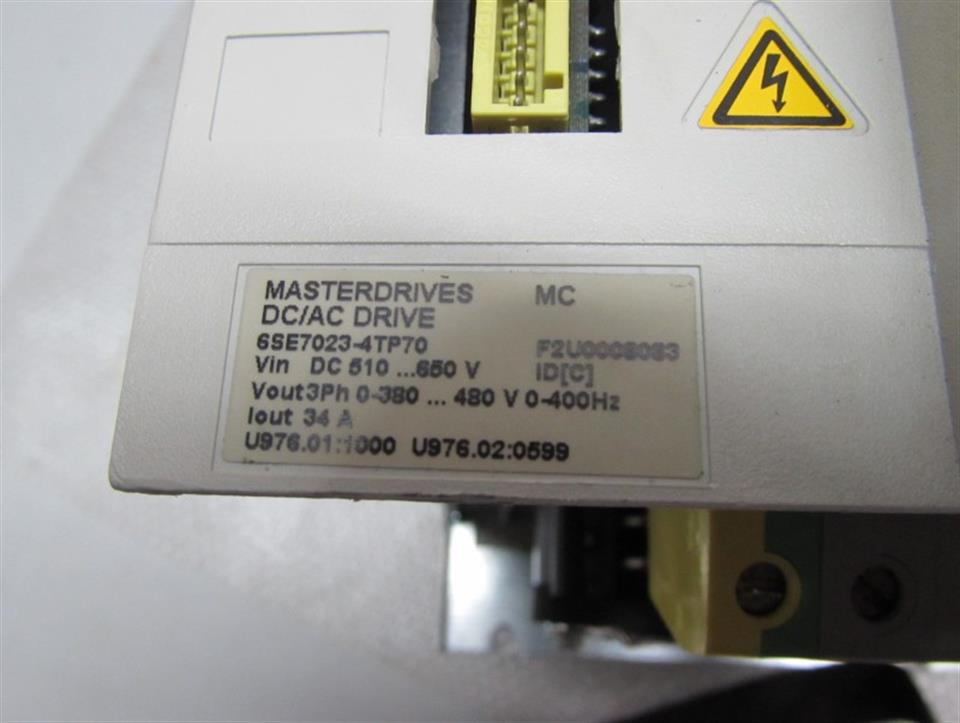 MASTERDRIVES MC
DC/AC DRIVE
6SE7023-4TP70
Vin DC 510 ...650 V ID[C]
Vout3Ph 0-380 ... 480 V 0-400Hz
Iout 34 A
U976.01:1000 U976.02:0599